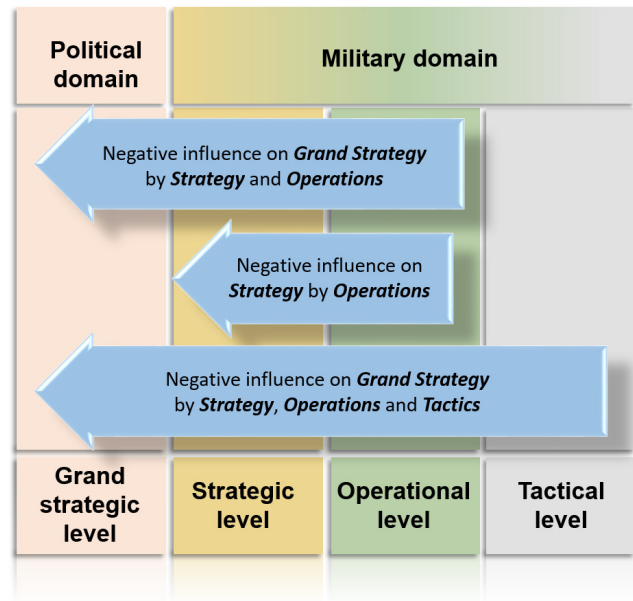 Political
domain
Military domain
Negative influence on Grand Strategy
by Strategy and Operations
Negative influence on
Strategy by Operations
Negative influence on Grand Strategy
by Strategy, Operations and Tactics
Grand
strategic
level
Strategic
level
Operational
level
Tactical
level